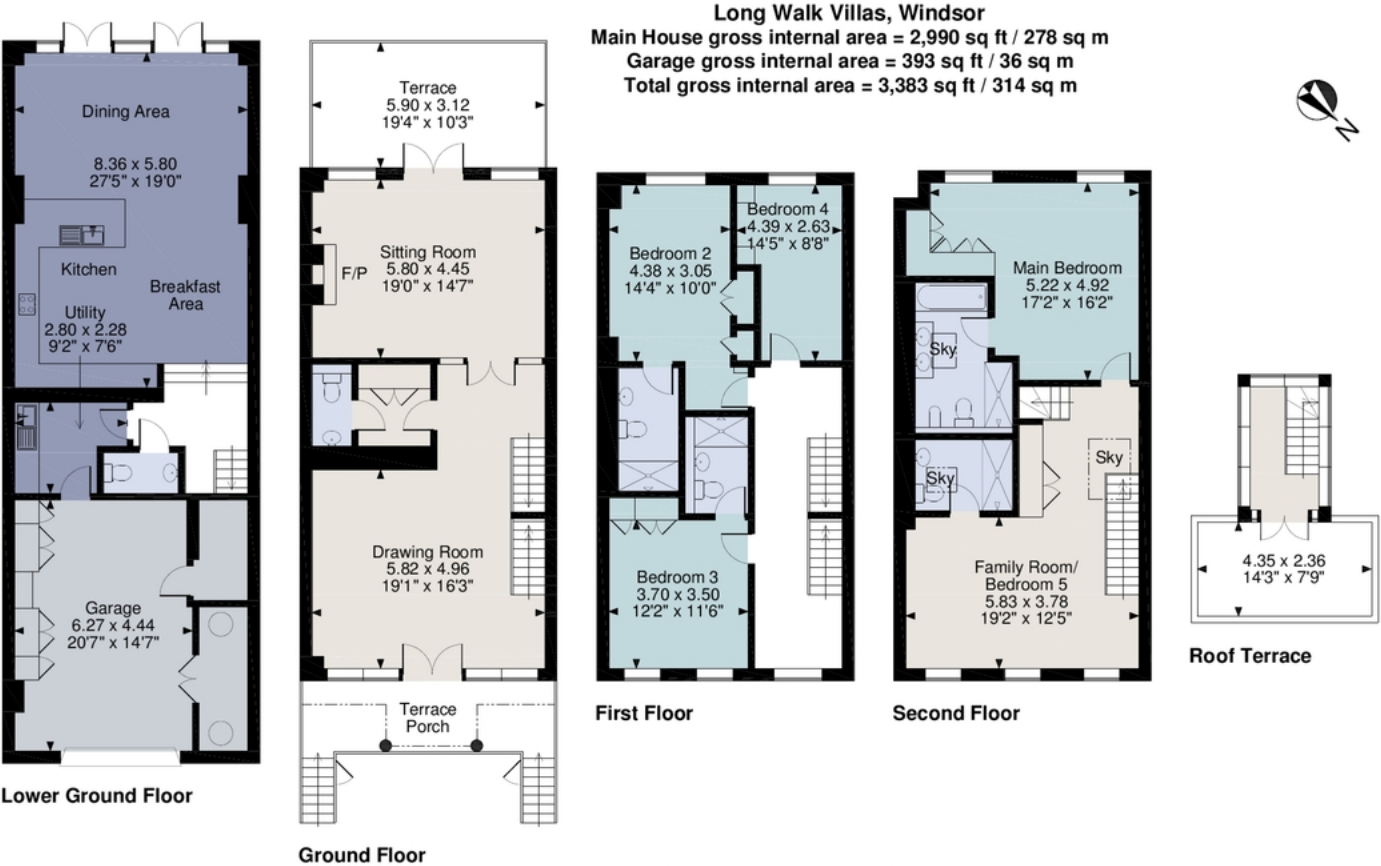 Long Walk Villas, Windsor
Main House gross internal area = 2,990 sq ft / 278 sq m
Garage gross internal area = 393 sq ft / 36 sq m
Total gross internal area = 3,383 sq ft / 314 sq m
N
Dining Area
8.36 x 5.80
27'5" x 19'0"
Kitchen
Breakfast
Area
Utility
2.80 x 2.28
9'2" x 7'6"
Garage
6.27 x 4.44
20'7" x 14'7"
Lower Ground Floor
Terrace
5.90 x 3.12
19'4" x 10'3"
Sitting Room
5.80 x 4.45
19'0" x 14'7"
F/P
Drawing Room
5.82 x 4.96
19'1" x 16'3"
Terrace
Porch
Ground Floor
Bedroom 2
4.38 x 3.05
14'4" x 10'0"
Bedroom 4
4.39 x 2.63
14'5" x 8'8"
Bedroom 3
3.70 x 3.50
12'2" x 11'6"
First Floor
Main Bedroom
5.22 x 4.92
17'2" x 16'2"
Sky
Sky
Sky
Family Room/
Bedroom 5
5.83 x 3.78
19'2" x 12'5"
Second Floor
4.35 x 2.36
14'3" x 7'9"
Roof Terrace